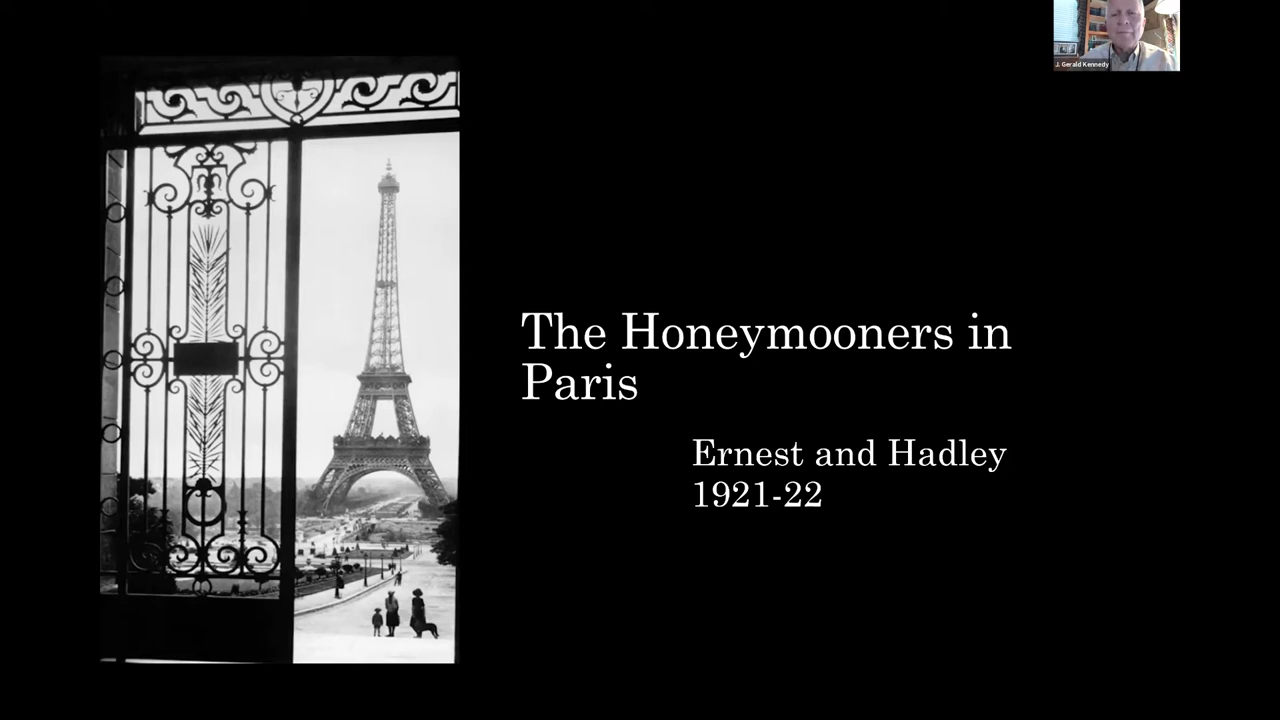 J. Gerald Kennedy
The Honeymooners in
Paris
Ernest and Hadley
1921-22